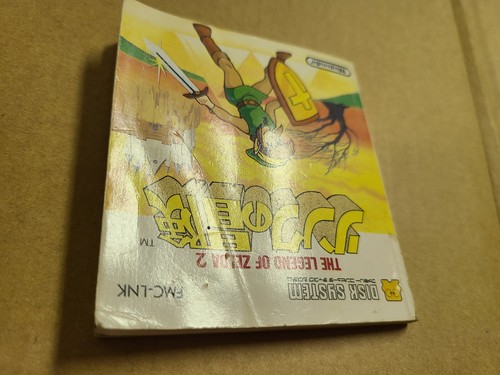 DISK SYSTEM
FMC-LNK
THE LEGEND OF ZELDA 2
リンクの冒険
TM
Nintendo